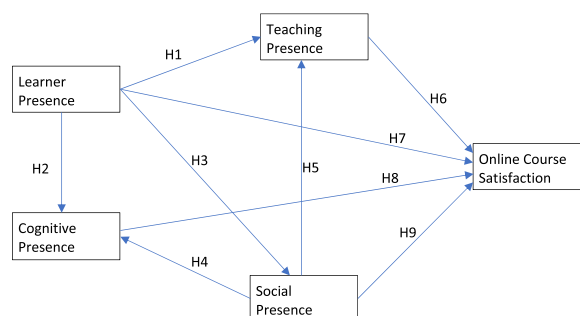 Teaching
Presence
H1
Learner
Presence
H6
H7
H3
H2
H5
Online Course
Satisfaction
H8
Cognitive
Presence
H9
H4
Social
Presence